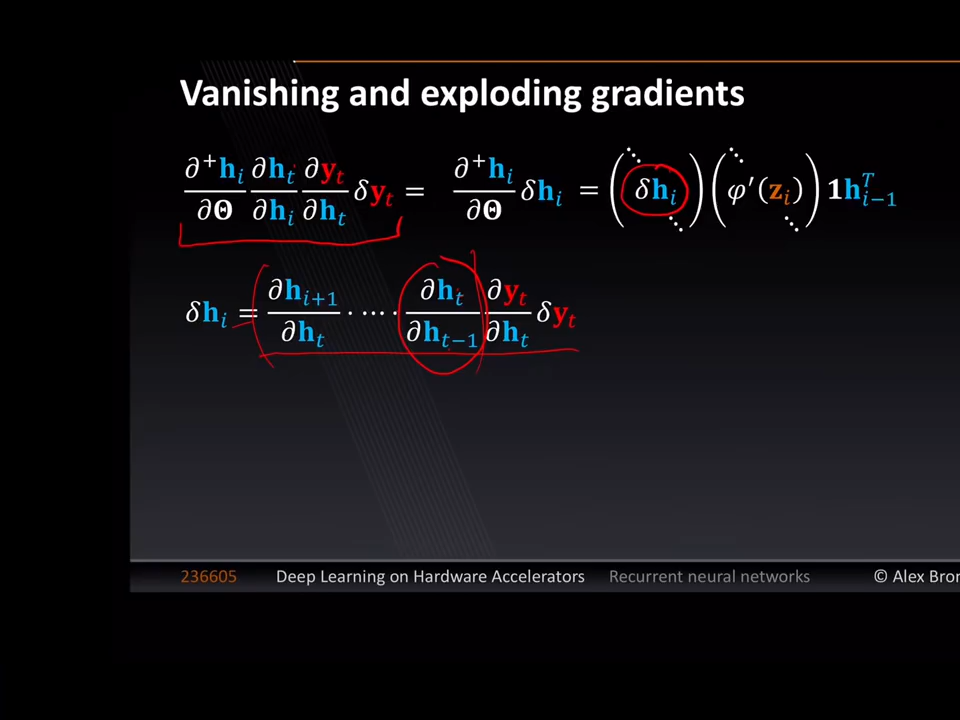 Vanishing and exploding gradients
∂⁺𝐡ᵢ/∂𝚯 ∂𝐡ₜ/∂𝐡ᵢ ∂𝐲ₜ/∂𝐡ₜ δ𝐲ₜ = ∂⁺𝐡ᵢ/∂𝚯 δ𝐡ᵢ = (⋱ δ𝐡ᵢ ⋱) (⋱ φ′(𝐳ᵢ) ⋱) 𝟏𝐡ᵢ₋₁ᵀ
δ𝐡ᵢ = ∂𝐡ᵢ₊₁/∂𝐡ₜ · … · ∂𝐡ₜ/∂𝐡ₜ₋₁ ∂𝐲ₜ/∂𝐡ₜ δ𝐲ₜ
236605 Deep Learning on Hardware Accelerators Recurrent neural networks © Alex Bron